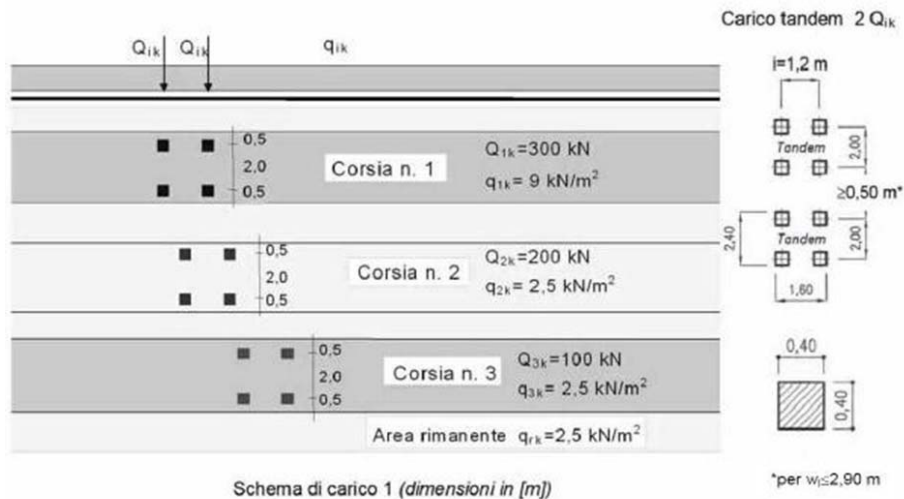 Carico tandem 2 Qik
Qik Qik qik
i=1,2 m
0,5
2,0
0,5
Corsia n. 1
Q1k=300 kN
q1k= 9 kN/m²
Tandem
2,00
≥0,50 m*
0,5
2,0
0,5
Corsia n. 2
Q2k=200 kN
q2k= 2,5 kN/m²
2,40
Tandem
2,00
1,60
0,5
2,0
0,5
Corsia n. 3
Q3k=100 kN
q3k= 2,5 kN/m²
0,40
0,40
Area rimanente qrk=2,5 kN/m²
Schema di carico 1 (dimensioni in [m])
*per wl≤2,90 m